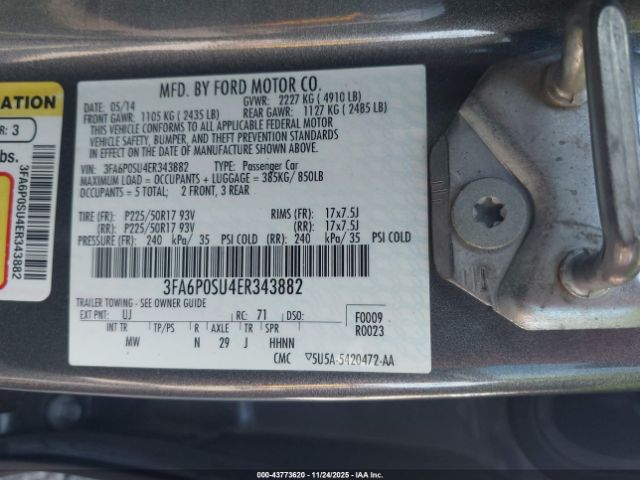 MFD. BY FORD MOTOR CO.
DATE: 05/14 GVWR: 2227 KG ( 4910 LB)
FRONT GAWR: 1105 KG ( 2435 LB) REAR GAWR: 1127 KG ( 2485 LB)
THIS VEHICLE CONFORMS TO ALL APPLICABLE FEDERAL MOTOR
VEHICLE SAFETY, BUMPER, AND THEFT PREVENTION STANDARDS
IN EFFECT ON THE DATE OF MANUFACTURE SHOWN ABOVE.
VIN: 3FA6P0SU4ER343882 TYPE: Passenger Car
MAXIMUM LOAD = OCCUPANTS + LUGGAGE = 385KG/ 850LB
OCCUPANTS = 5 TOTAL; 2 FRONT, 3 REAR
TIRE (FR): P225/50R17 93V RIMS (FR): 17x7.5J
(RR): P225/50R17 93V (RR): 17x7.5J
PRESSURE (FR): 240 kPa/ 35 PSI COLD (RR): 240 kPa/ 35 PSI COLD
3FA6P0SU4ER343882
TRAILER TOWING - SEE OWNER GUIDE
EXT PNT: UJ RC: 71 DSO: F0009
R0023
INT TR TP/PS R AXLE TR SPR
MW N 29 J HHNN
CMC 5U5A-5420472-AA
ATION
R: 3
bs.
3FA6P0SU4ER343882
000-43773620 - 11/24/2025 - IAAI.COM